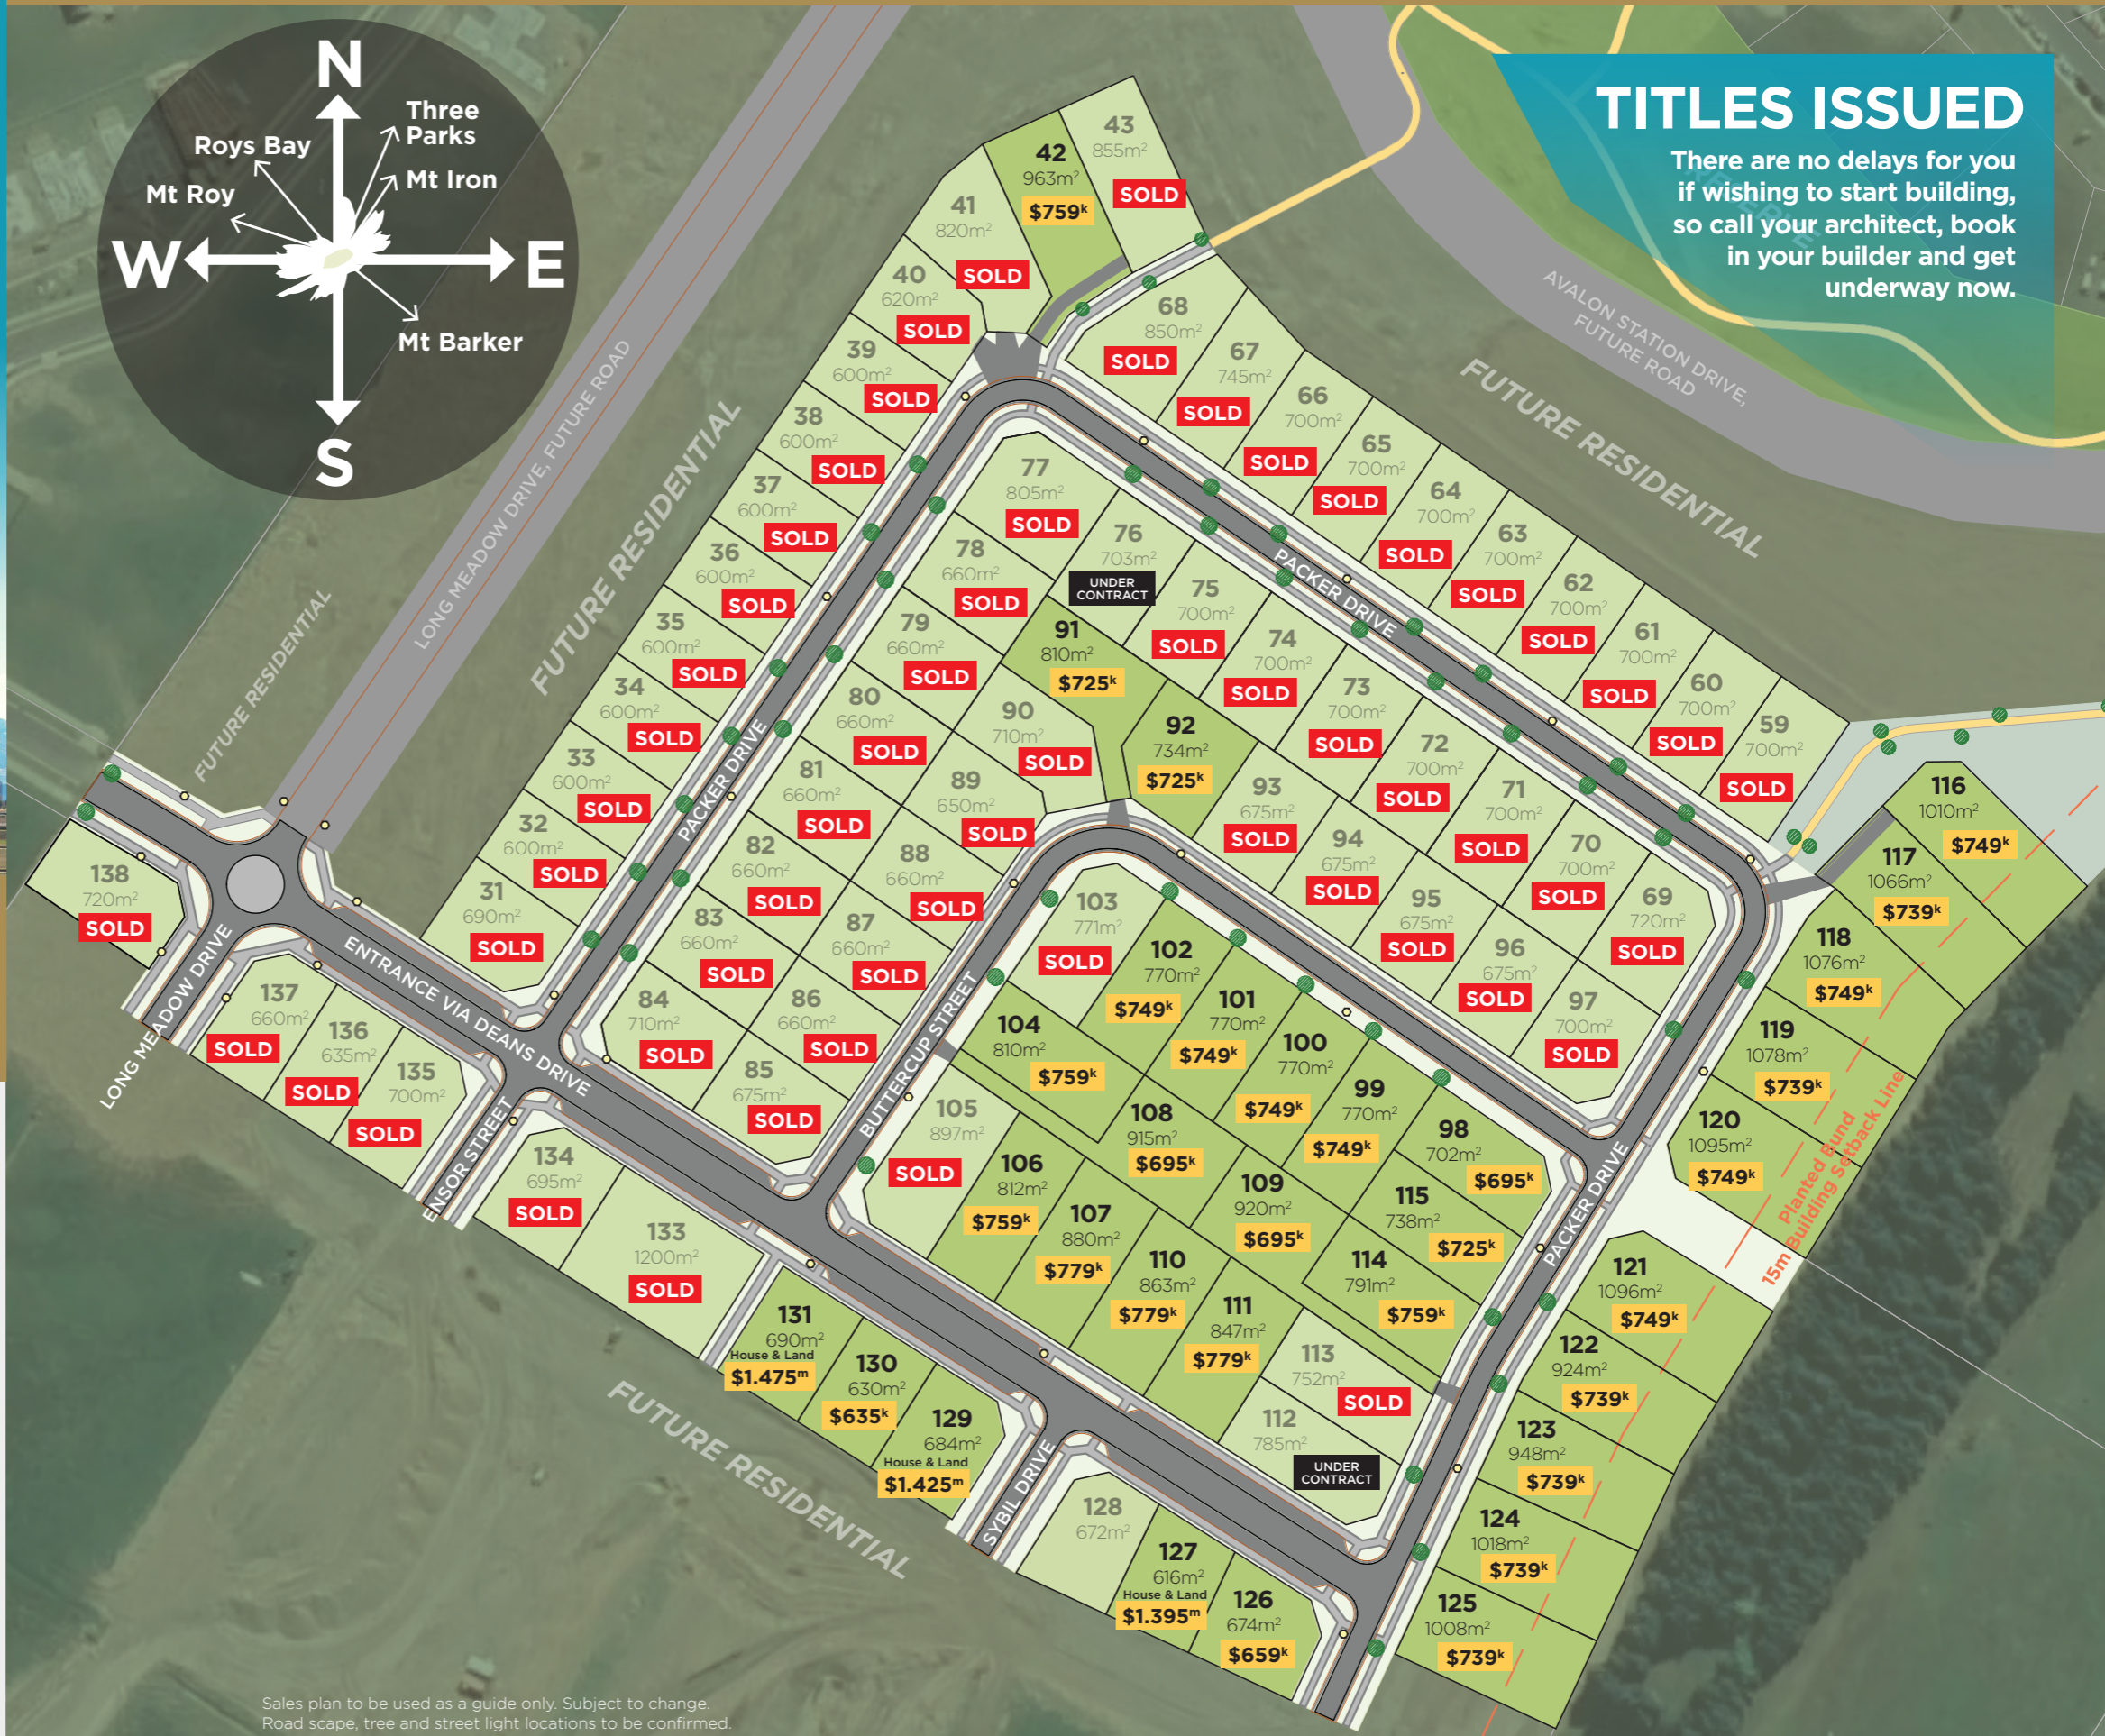 N
Three
Parks
Roys Bay
Mt Iron
Mt Roy
W
E
Mt Barker
S
TITLES ISSUED
There are no delays for you
if wishing to start building,
so call your architect, book
in your builder and get
underway now.
AVALON STATION DRIVE,
FUTURE ROAD
FUTURE RESIDENTIAL
LONG MEADOW DRIVE, FUTURE ROAD
FUTURE RESIDENTIAL
FUTURE RESIDENTIAL
43
855m²
SOLD
42
963m²
$759k
41
820m²
SOLD
40
620m²
SOLD
39
600m²
SOLD
38
600m²
SOLD
37
600m²
SOLD
36
600m²
SOLD
35
600m²
SOLD
34
600m²
SOLD
33
600m²
SOLD
32
600m²
SOLD
31
690m²
SOLD
68
850m²
SOLD
67
745m²
SOLD
66
700m²
SOLD
65
700m²
SOLD
64
700m²
SOLD
63
700m²
SOLD
62
700m²
SOLD
61
700m²
SOLD
60
700m²
SOLD
59
700m²
SOLD
PACKER DRIVE
PACKER DRIVE
77
805m²
SOLD
76
703m²
UNDER
CONTRACT
75
700m²
SOLD
74
700m²
SOLD
73
700m²
SOLD
72
700m²
SOLD
71
700m²
SOLD
70
700m²
SOLD
69
720m²
SOLD
78
660m²
SOLD
79
660m²
SOLD
80
660m²
SOLD
81
660m²
SOLD
82
660m²
SOLD
83
660m²
SOLD
84
710m²
SOLD
85
675m²
SOLD
86
660m²
SOLD
87
660m²
SOLD
88
660m²
SOLD
89
650m²
SOLD
90
710m²
SOLD
91
810m²
$725k
92
734m²
$725k
93
675m²
SOLD
94
675m²
SOLD
95
675m²
SOLD
96
675m²
SOLD
97
700m²
SOLD
BUTTERCUP STREET
103
771m²
SOLD
102
770m²
$749k
101
770m²
$749k
100
770m²
$749k
99
770m²
$749k
98
702m²
$695k
104
810m²
$759k
105
897m²
SOLD
106
812m²
$759k
107
880m²
$779k
108
915m²
$695k
109
920m²
$695k
110
863m²
$779k
111
847m²
$779k
112
785m²
UNDER
CONTRACT
113
752m²
SOLD
114
791m²
$759k
115
738m²
$725k
PACKER DRIVE
116
1010m²
$749k
117
1066m²
$739k
118
1076m²
$749k
119
1078m²
$739k
120
1095m²
$749k
Planted Bund
15m Building Setback Line
121
1096m²
$749k
122
924m²
$739k
123
948m²
$739k
124
1018m²
$739k
125
1008m²
$739k
138
720m²
SOLD
LONG MEADOW DRIVE
ENTRANCE VIA DEANS DRIVE
137
660m²
SOLD
136
635m²
SOLD
135
700m²
SOLD
ENSOR STREET
134
695m²
SOLD
133
1200m²
SOLD
131
690m²
House & Land
$1.475m
130
630m²
$635k
129
684m²
House & Land
$1.425m
SYBIL DRIVE
128
672m²
127
616m²
House & Land
$1.395m
126
674m²
$659k
FUTURE RESIDENTIAL
Sales plan to be used as a guide only. Subject to change.
Road scape, tree and street light locations to be confirmed.